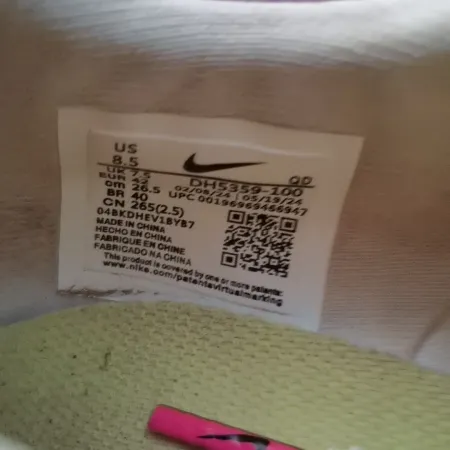 US
8.5
UK 7.5
EUR 42
cm 26.5
BR 40
CN 265(2.5)
QD
DH5359-100
02/08/24 05/19/24
UPC 00196969466947
04BKDHEV1BYB7
MADE IN CHINA
HECHO EN CHINA
FABRIQUE EN CHINE
FABRICADO NA CHINA
This product is covered by one or more patents:
www.nike.com/patentsvirtualmarking